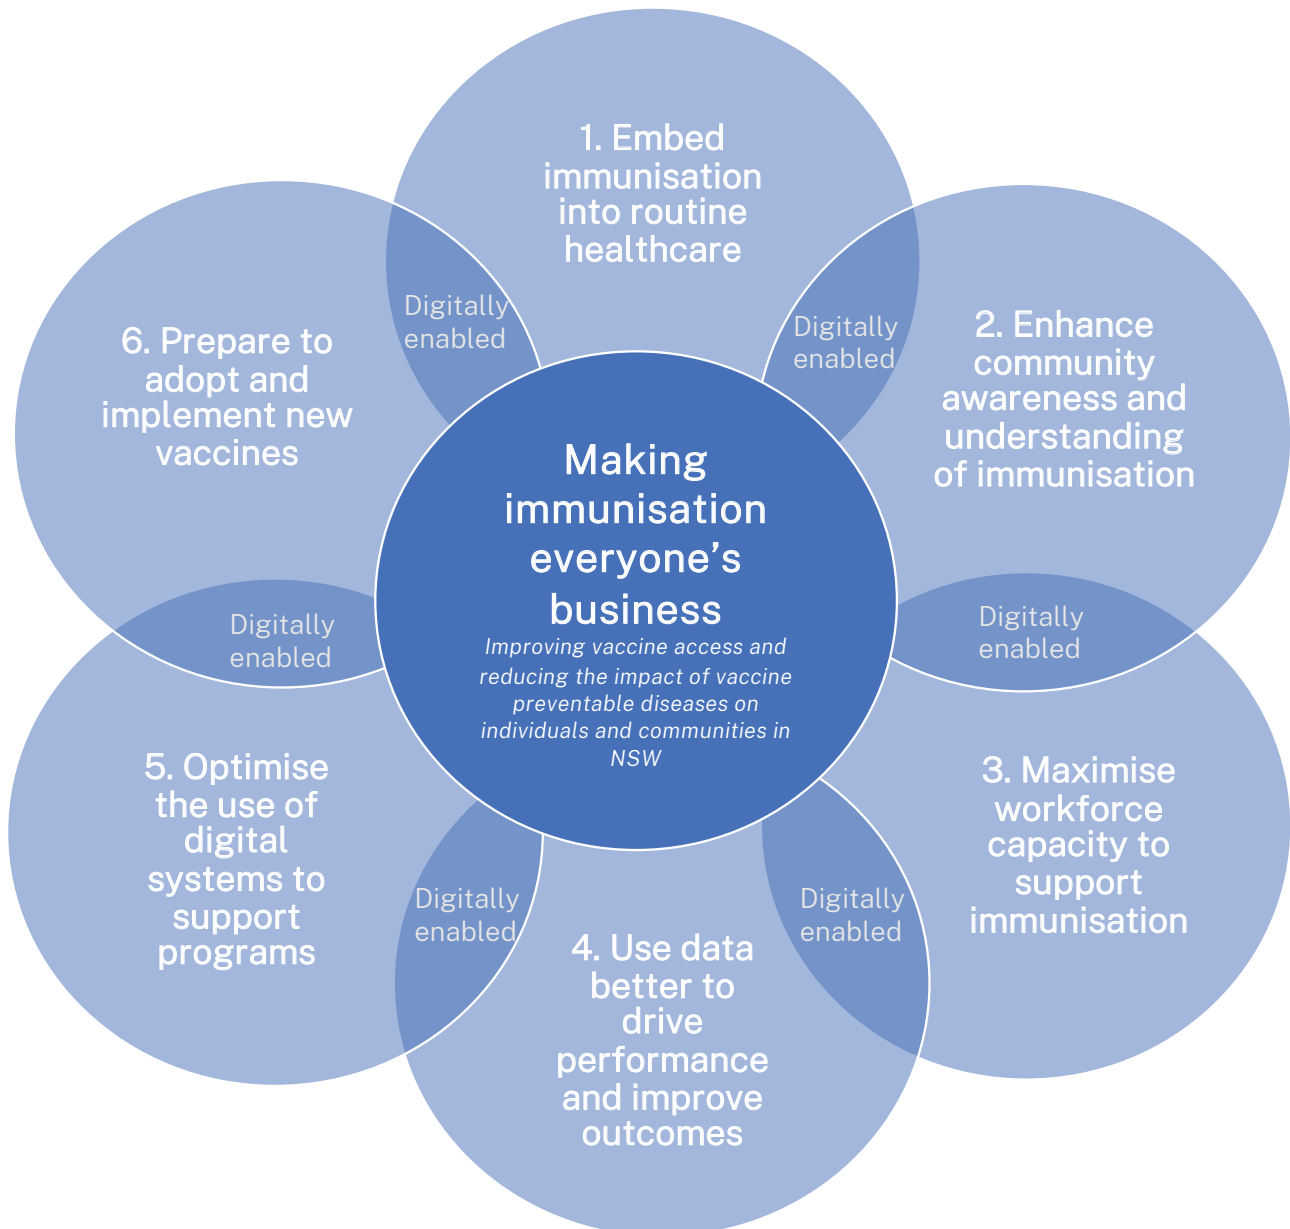 1. Embed
immunisation
into routine
healthcare
Digitally
enabled
Digitally
enabled
2. Enhance
community
awareness and
understanding
of immunisation
6. Prepare to
adopt and
implement new
vaccines
Making
immunisation
everyone’s
business
Improving vaccine access and
reducing the impact of vaccine
preventable diseases on
individuals and communities in
NSW
Digitally
enabled
Digitally
enabled
3. Maximise
workforce
capacity to
support
immunisation
5. Optimise
the use of
digital
systems to
support
programs
Digitally
enabled
Digitally
enabled
4. Use data
better to
drive
performance
and improve
outcomes